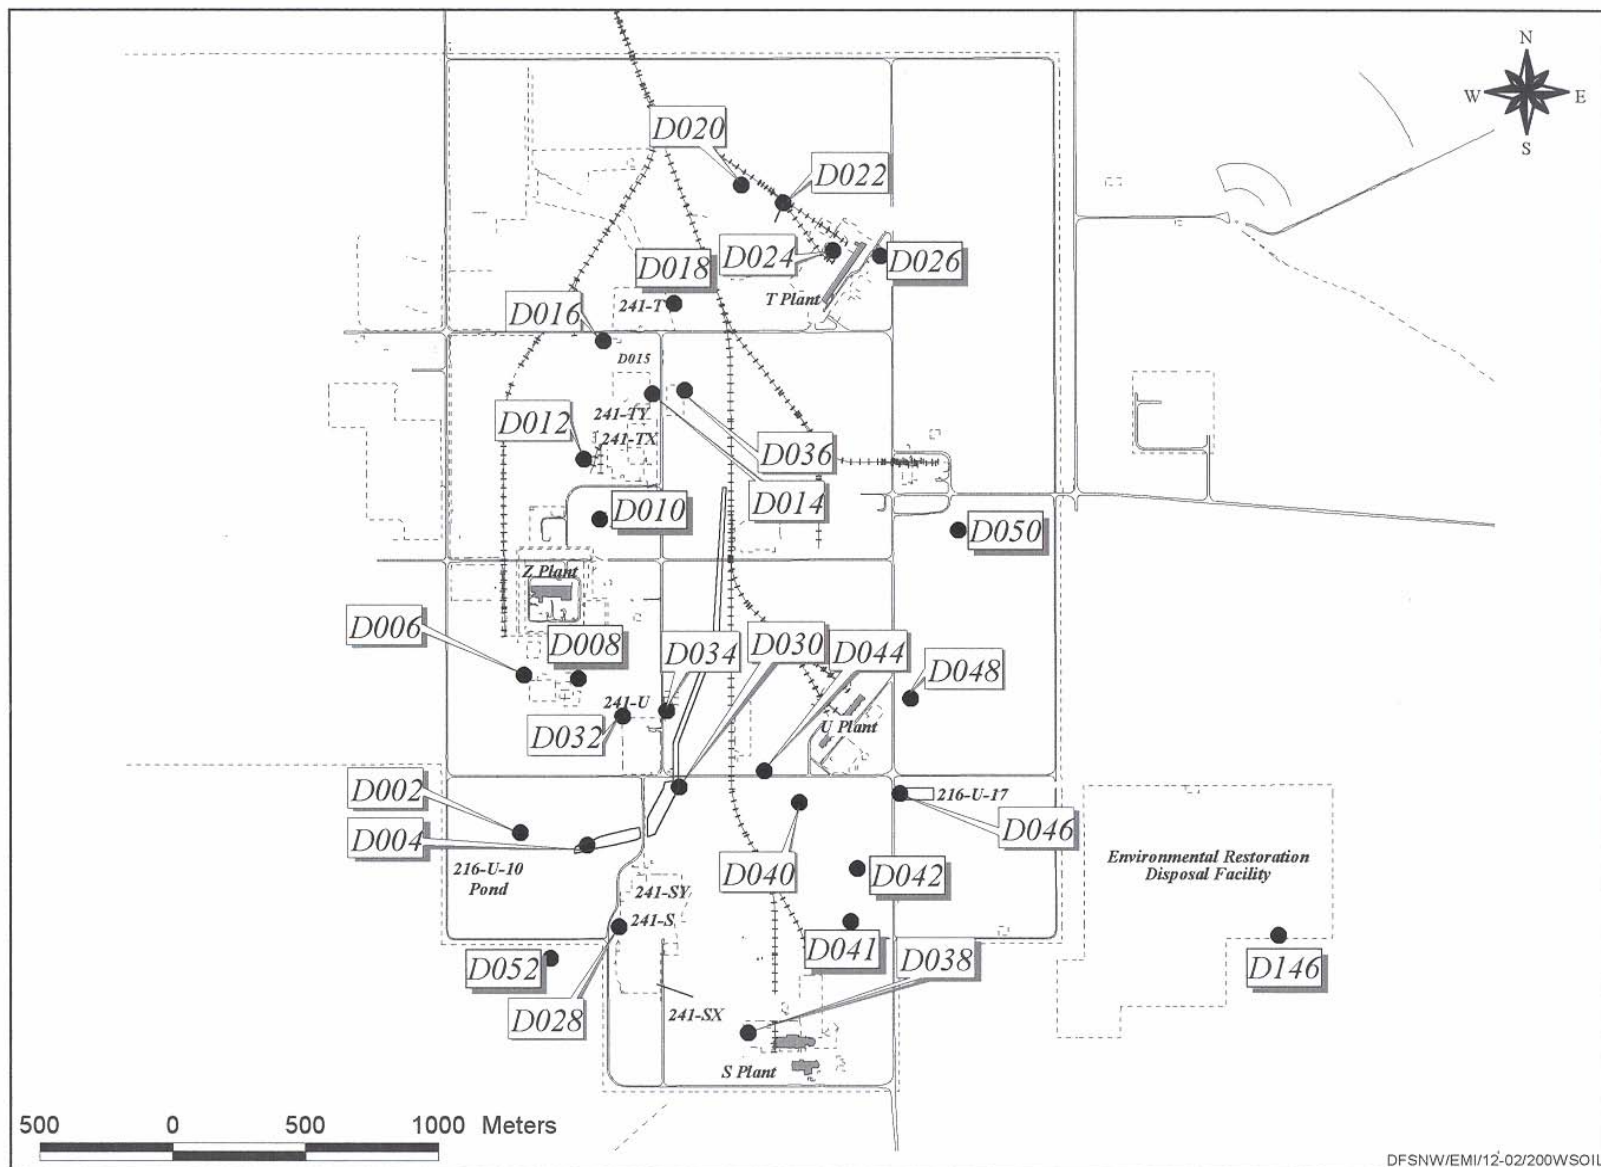 N
W E
S
D020
D022
D024
D026
D018
T Plant
241-T
D016
D015
241-TY
D012
241-TX
D036
D014
D010
D050
Z Plant
D006
D008
D034
D030
D044
D048
241-U
D032
U Plant
D002
D004
216-U-17
D046
216-U-10
Pond
D040
D042
Environmental Restoration
Disposal Facility
241-SY
241-S
D041
D038
D052
D146
D028
241-SX
S Plant
500 0 500 1000 Meters
DFSNW/EMI/12-02/200WSOIL